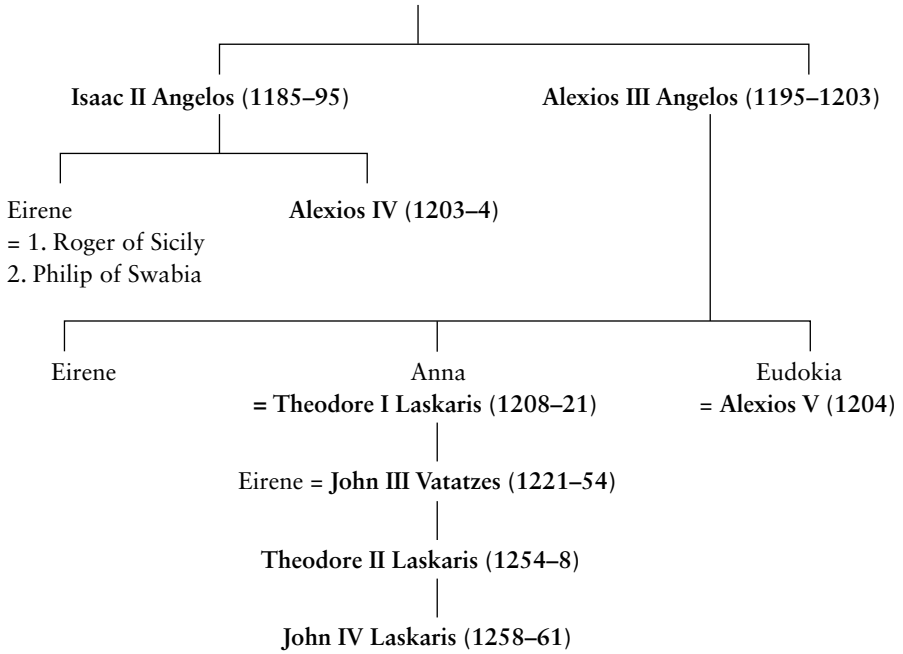 Isaac II Angelos (1185–95)
Alexios III Angelos (1195–1203)
Eirene
= 1. Roger of Sicily
2. Philip of Swabia
Alexios IV (1203–4)
Eirene
Anna
= Theodore I Laskaris (1208–21)
Eudokia
= Alexios V (1204)
Eirene = John III Vatatzes (1221–54)
Theodore II Laskaris (1254–8)
John IV Laskaris (1258–61)